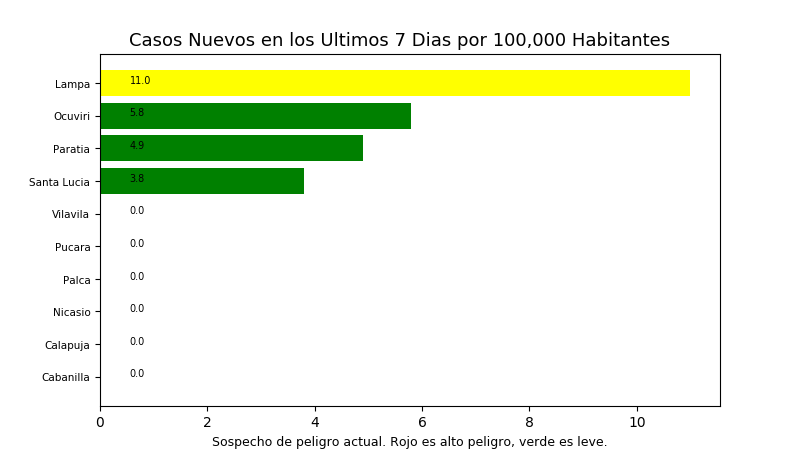 Casos Nuevos en los Ultimos 7 Dias por 100,000 Habitantes
Lampa 11.0
Ocuviri 5.8
Paratia 4.9
Santa Lucia 3.8
Vilavila 0.0
Pucara 0.0
Palca 0.0
Nicasio 0.0
Calapuja 0.0
Cabanilla 0.0
0 2 4 6 8 10
Sospecho de peligro actual. Rojo es alto peligro, verde es leve.